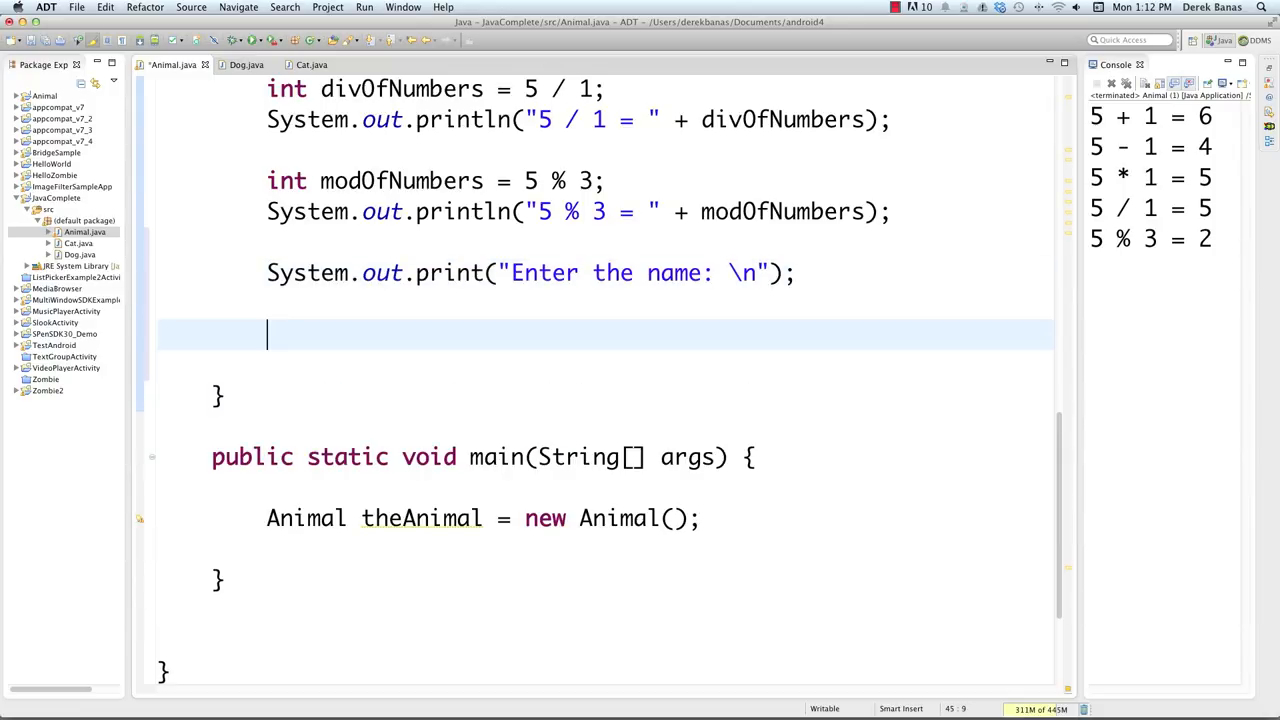 ADT File Edit Refactor Source Navigate Search Project Run Window Help 10 Mon 1:12 PM Derek Banas
Java - JavaComplete/src/Animal.java - ADT - /Users/derekbanas/Documents/android4
Quick Access Java DDMS
Package Exp
*Animal.java Dog.java Cat.java
Console
<terminated> Animal (1) [Java Application] /S
Animal
appcompat_v7
appcompat_v7_2
appcompat_v7_3
appcompat_v7_4
BridgeSample
HelloWorld
HelloZombie
ImageFilterSampleApp
JavaComplete
src
(default package)
Animal.java
Cat.java
Dog.java
JRE System Library [Ja
ListPickerExample2Activi
MediaBrowser
MultiWindowSDKExample
MusicPlayerActivity
SlookActivity
SPenSDK30_Demo
TestAndroid
TextGroupActivity
VideoPlayerActivity
Zombie
Zombie2
int divOfNumbers = 5 / 1;
System.out.println("5 / 1 = " + divOfNumbers);
int modOfNumbers = 5 % 3;
System.out.println("5 % 3 = " + modOfNumbers);
System.out.print("Enter the name: \n");
}
public static void main(String[] args) {
Animal theAnimal = new Animal();
}
}
5 + 1 = 6
5 - 1 = 4
5 * 1 = 5
5 / 1 = 5
5 % 3 = 2
Writable Smart Insert 45 : 9 311M of 445M